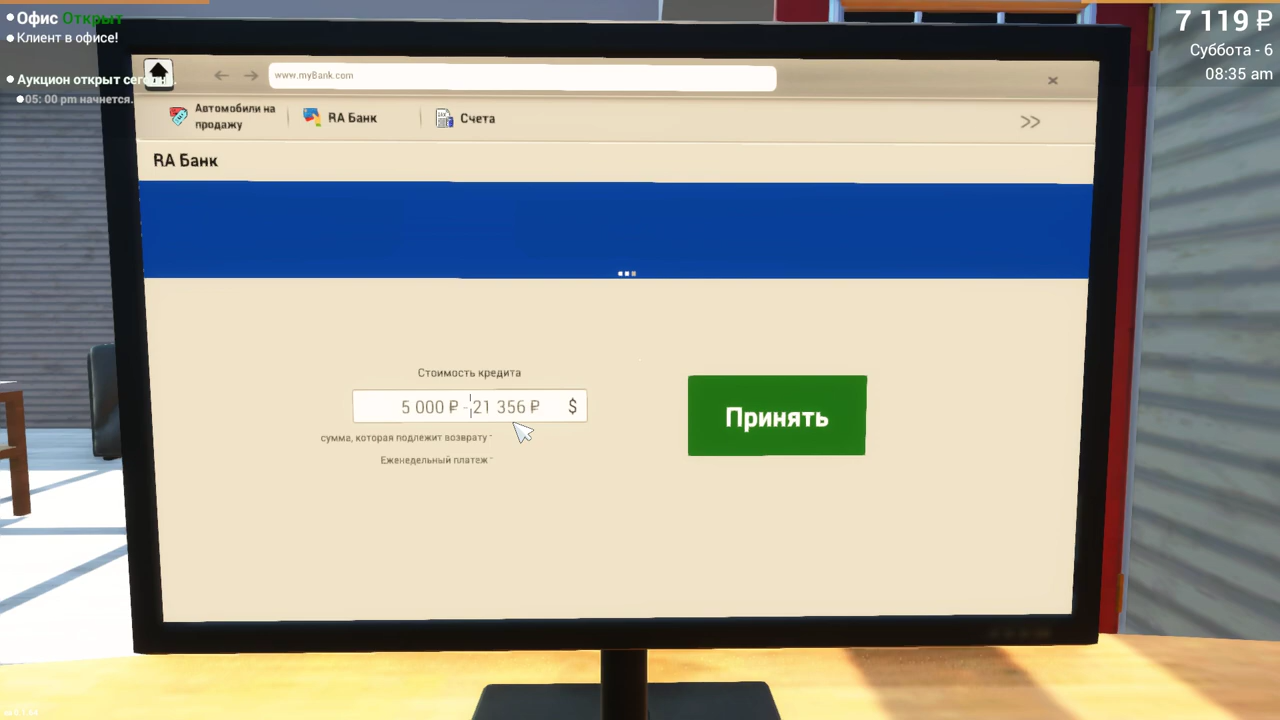 Офис Открыт
Клиент в офисе!
Аукцион открыт
05: 00 pm начнется.
7 119 ₽
Суббота - 6
08:35 am
www.myBank.com
Автомобили на
продажу
RA Банк
Счета
>>
RA Банк
Стоимость кредита
5 000 ₽ - 21 356 ₽ $
сумма, которая подлежит возврату -
Еженедельный платеж -
Принять